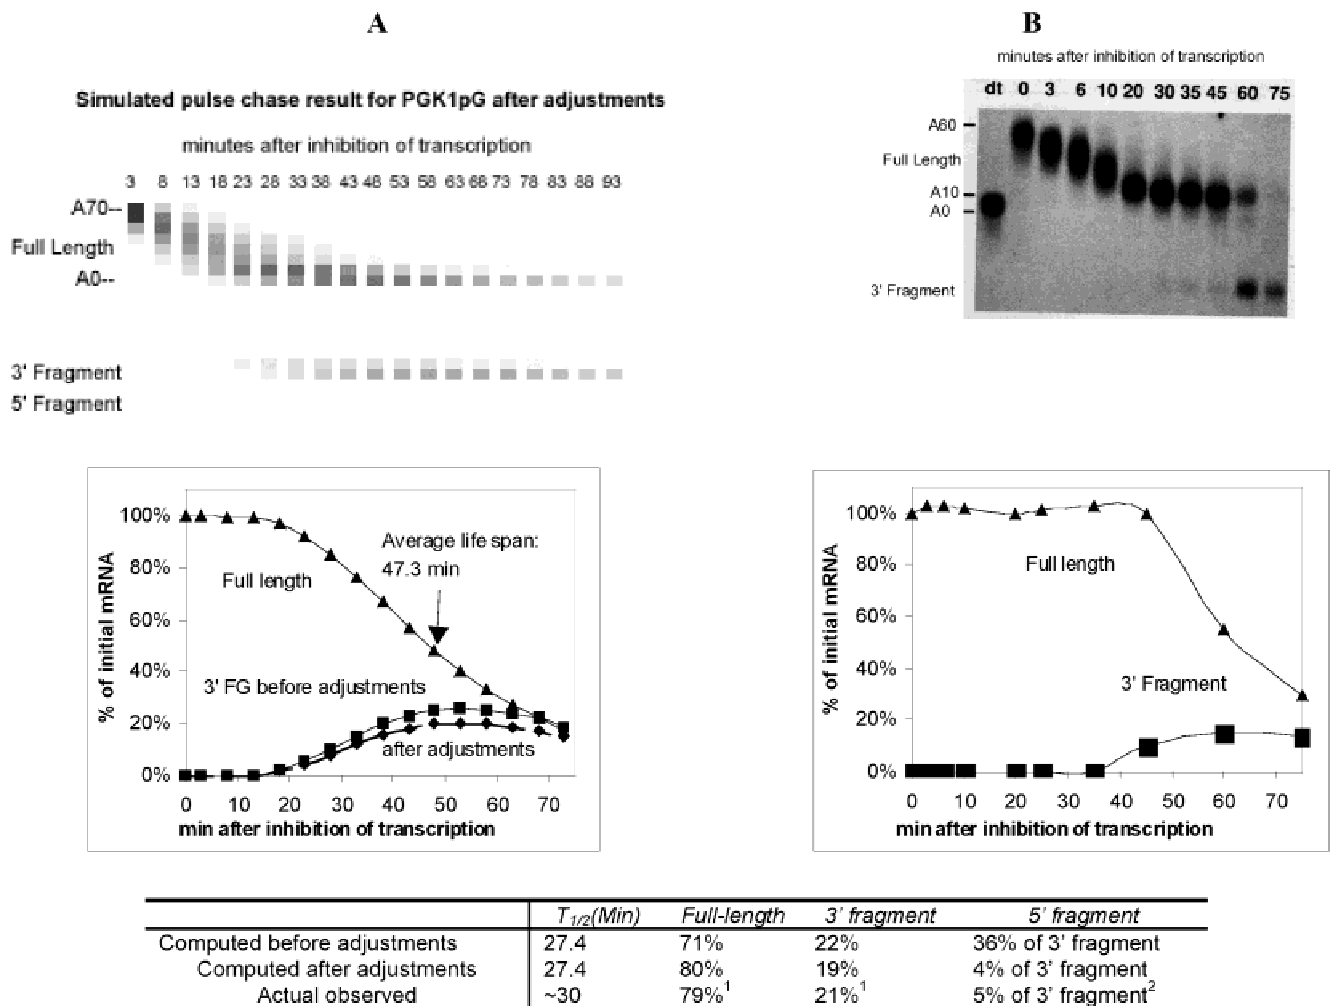 A
B
Simulated pulse chase result for PGK1pG after adjustments
minutes after inhibition of transcription
3 8 13 18 23 28 33 38 43 48 53 58 63 68 73 78 83 88 93
A70--
Full Length
A0--
3' Fragment
5' Fragment
minutes after inhibition of transcription
dt 0 3 6 10 20 30 35 45 60 75
A60
Full Length
A10
A0
3' Fragment
% of initial mRNA
100%
80%
60%
40%
20%
0%
Average life span:
47.3 min
Full length
3' FG before adjustments
after adjustments
0 10 20 30 40 50 60 70
min after inhibition of transcription
% of initial mRNA
100%
80%
60%
40%
20%
0%
Full length
3' Fragment
0 10 20 30 40 50 60 70
min after inhibition of transcription
T1/2(Min) Full-length 3' fragment 5' fragment
Computed before adjustments 27.4 71% 22% 36% of 3' fragment
Computed after adjustments 27.4 80% 19% 4% of 3' fragment
Actual observed ~30 79%1 21%1 5% of 3' fragment2